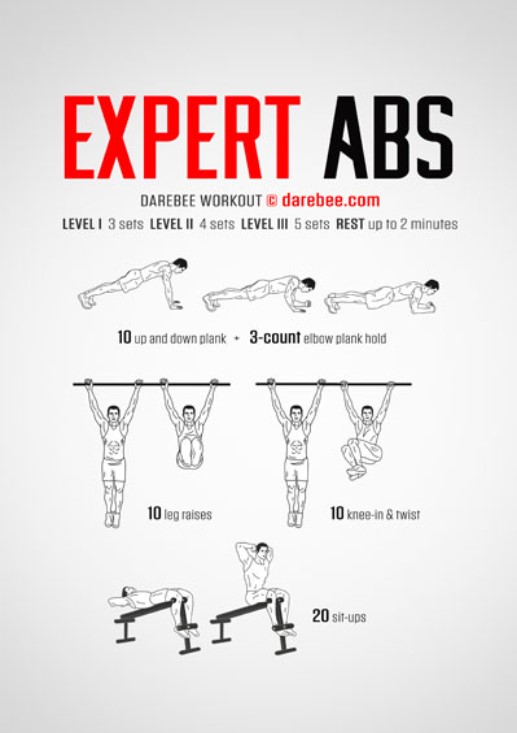 EXPERT ABS
DAREBEE WORKOUT © darebee.com
LEVEL I 3 sets LEVEL II 4 sets LEVEL III 5 sets REST up to 2 minutes
10 up and down plank + 3-count elbow plank hold
10 leg raises
10 knee-in & twist
20 sit-ups